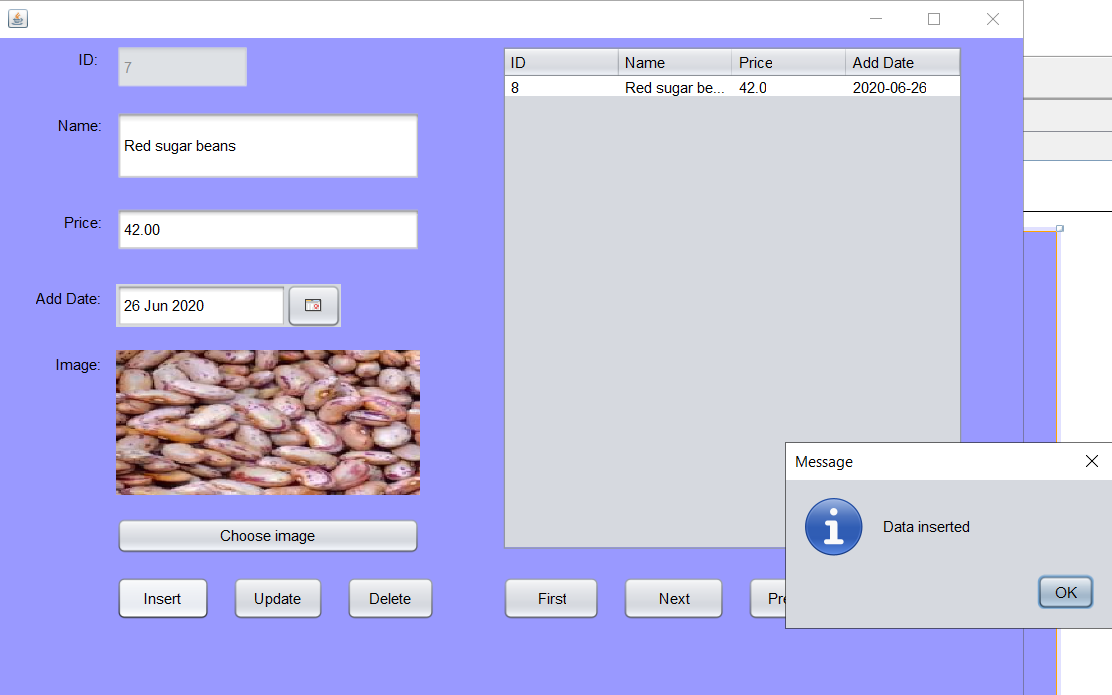 ID:
7
Name:
Red sugar beans
Price:
42.00
Add Date:
26 Jun 2020
Image:
Choose image
Insert
Update
Delete
ID Name Price Add Date
8 Red sugar be... 42.0 2020-06-26
First
Next
Message
Data inserted
OK